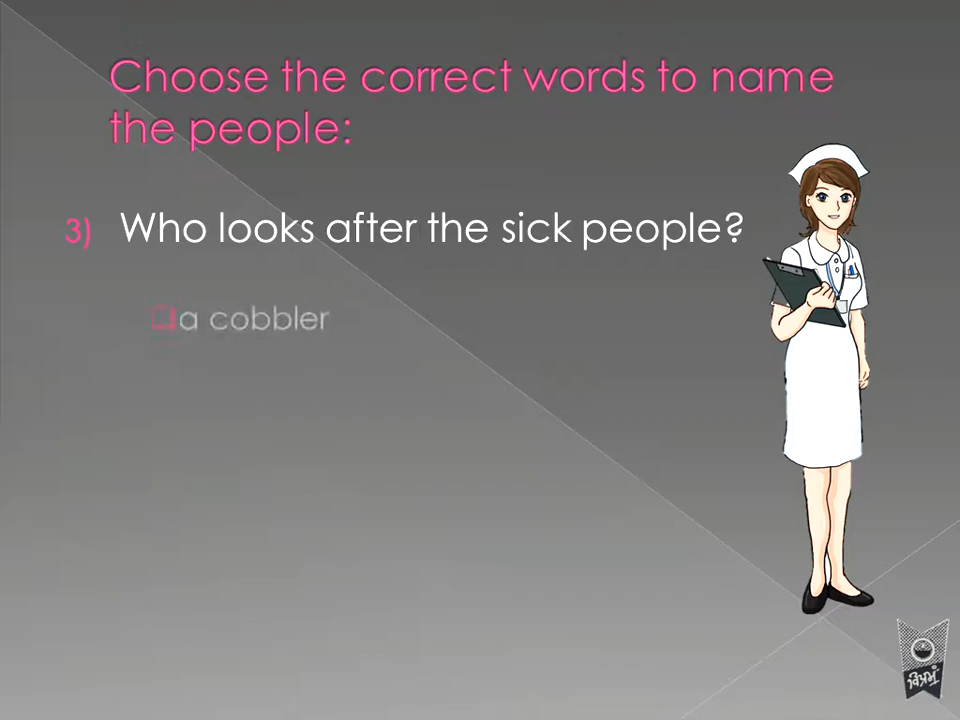 Choose the correct words to name
the people:
3) Who looks after the sick people?
a cobbler